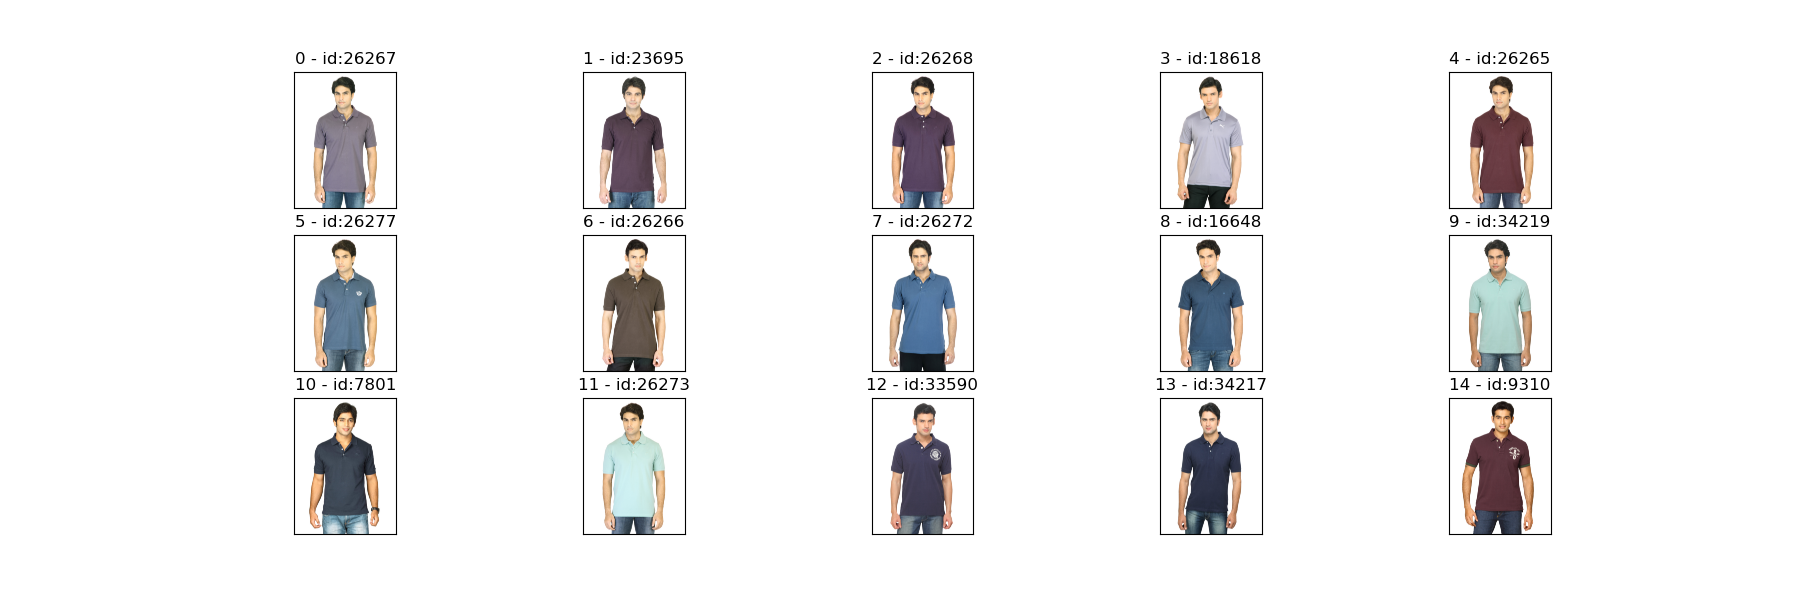 0 - id:26267
1 - id:23695
2 - id:26268
3 - id:18618
4 - id:26265
5 - id:26277
6 - id:26266
7 - id:26272
8 - id:16648
9 - id:34219
10 - id:7801
11 - id:26273
12 - id:33590
13 - id:34217
14 - id:9310